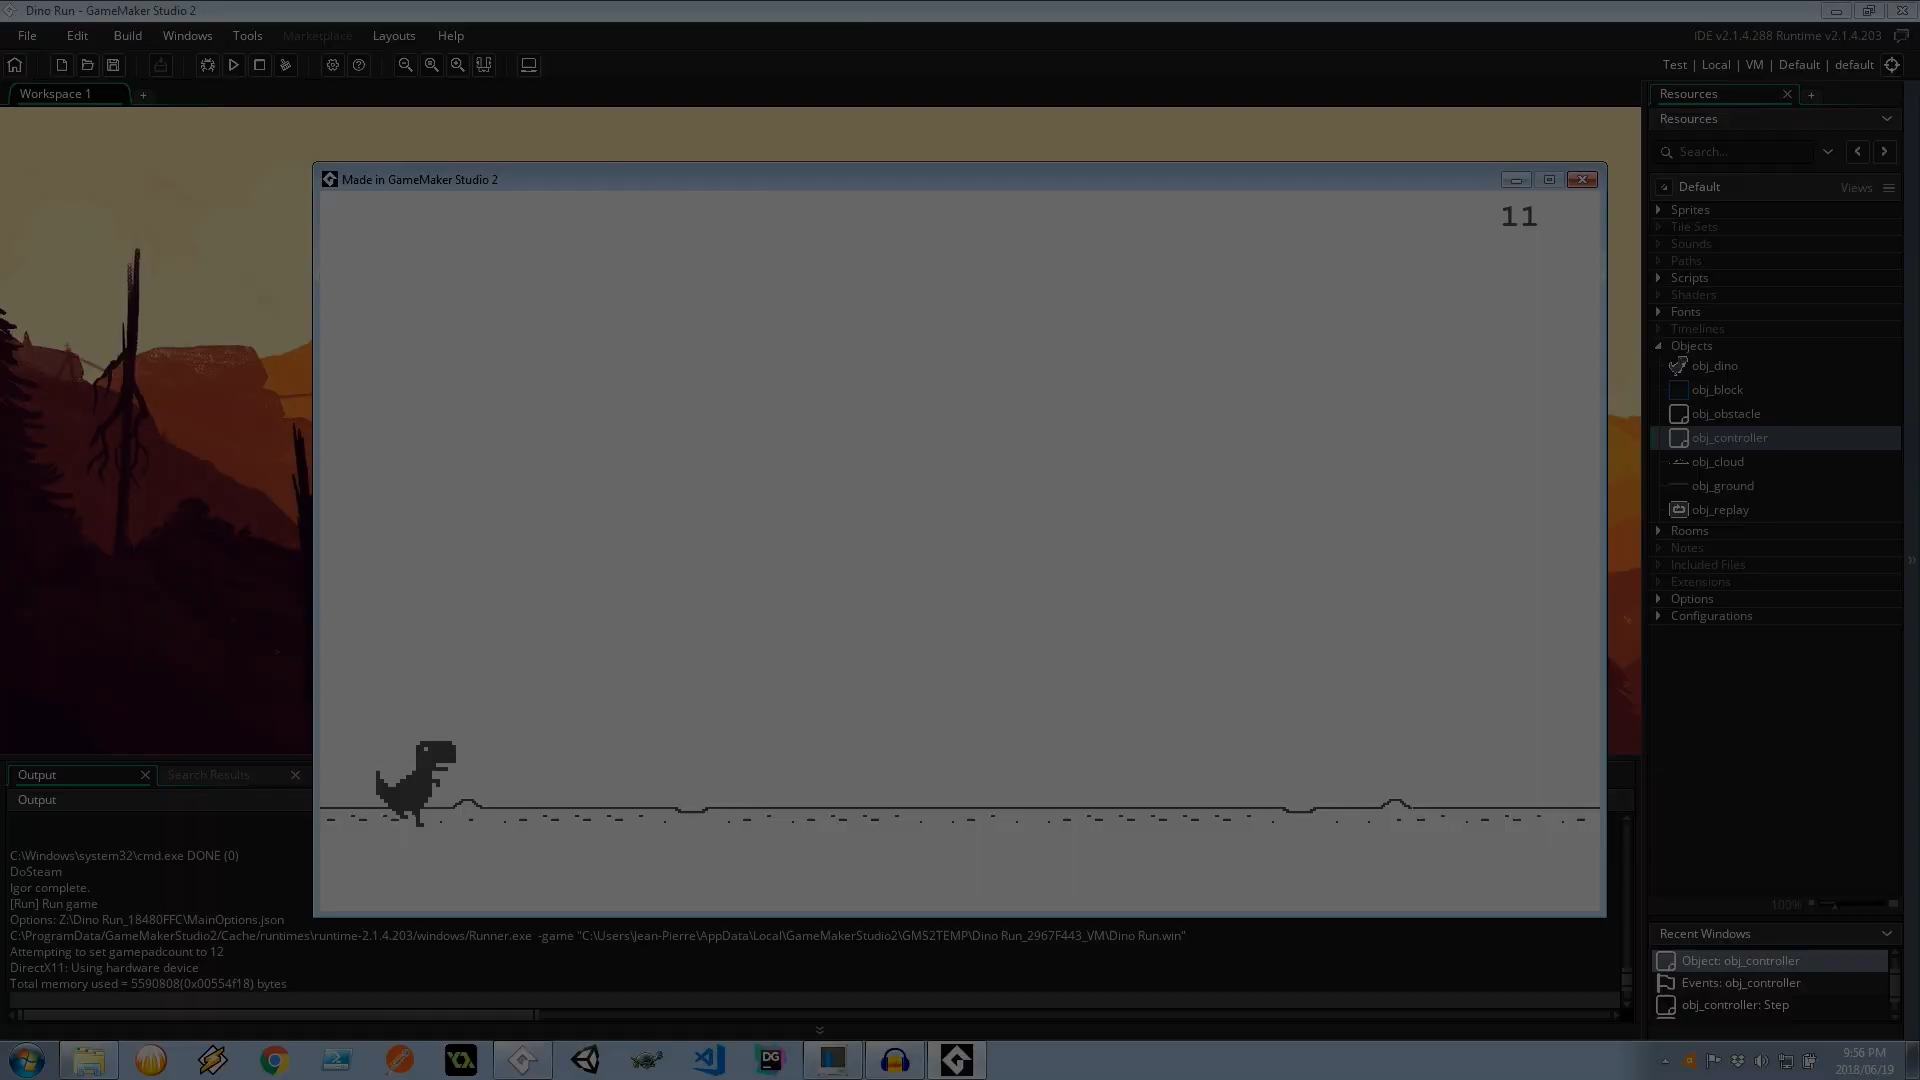 Dino Run - GameMaker Studio 2
File Edit Build Windows Tools Marketplace Layouts Help
IDE v2.1.4.288 Runtime v2.1.4.203
Test | Local | VM | Default | default
Workspace 1
Resources
Resources
Search...
Default Views
Sprites
Tile Sets
Sounds
Paths
Scripts
Shaders
Fonts
Timelines
Objects
obj_dino
obj_block
obj_obstacle
obj_controller
obj_cloud
obj_ground
obj_replay
Rooms
Notes
Included Files
Extensions
Options
Configurations
100%
Made in GameMaker Studio 2
11
Output Search Results
Output
C:\Windows\system32\cmd.exe DONE (0)
DoSteam
Igor complete.
[Run] Run game
Options: Z:\Dino Run_18480FFC\MainOptions.json
C:\ProgramData/GameMakerStudio2/Cache/runtimes\runtime-2.1.4.203/windows/Runner.exe -game "C:\Users\Jean-Pierre\AppData\Local\GameMakerStudio2\GMS2TEMP\Dino Run_2967F443_VM\Dino Run.win"
Attempting to set gamepadcount to 12
DirectX11: Using hardware device
Total memory used = 5590808(0x00554f18) bytes
Recent Windows
Object: obj_controller
Events: obj_controller
obj_controller: Step
DG
9:56 PM
2018/06/19